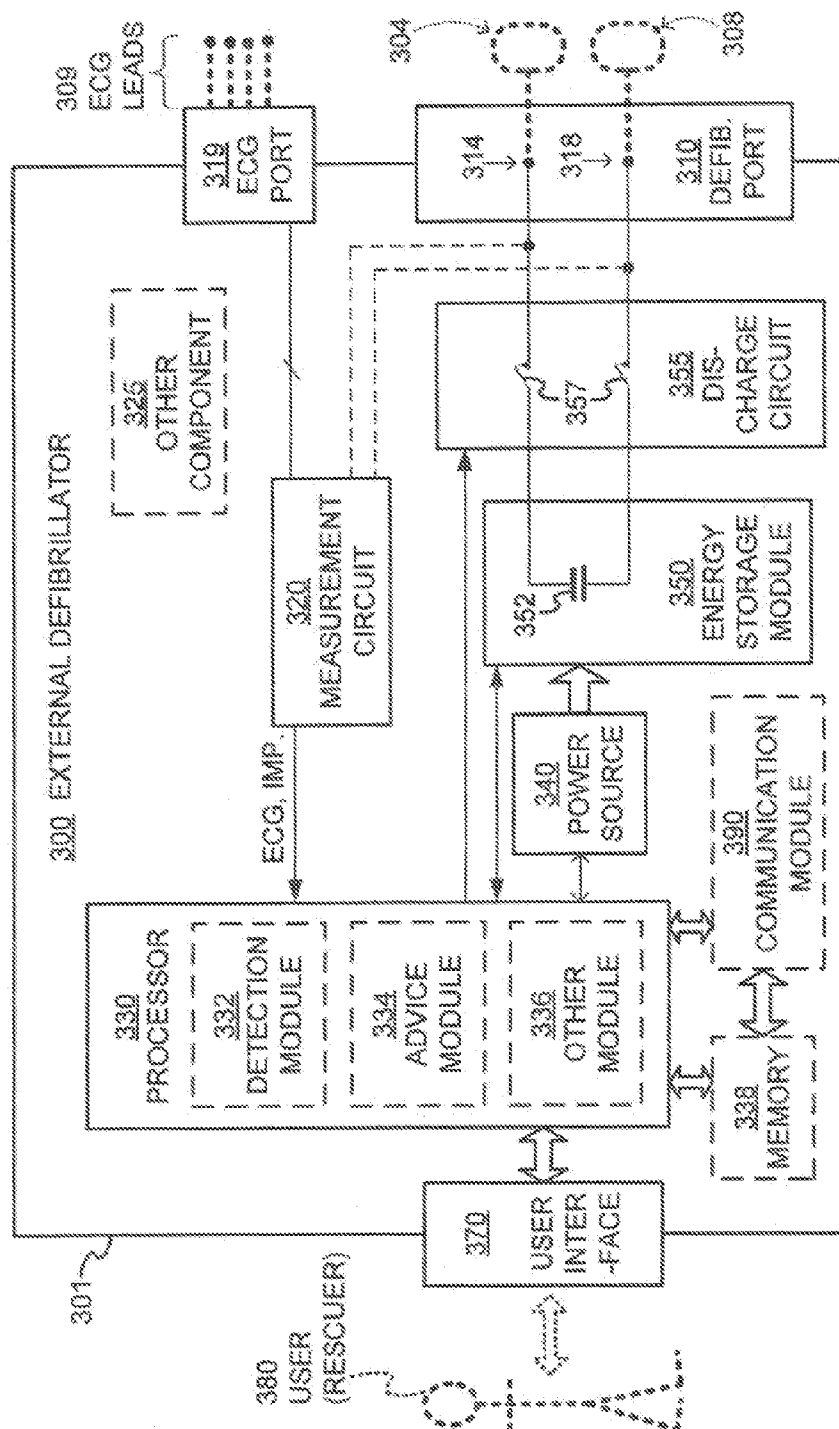 300 EXTERNAL DEFIBRILLATOR
301
380
USER
(RESCUER)
370
USER
INTER
-FACE
330
PROCESSOR
332
DETECTION
MODULE
334
ADVICE
MODULE
336
OTHER
MODULE
338
MEMORY
390
COMMUNICATION
MODULE
ECG, IMP.
320
MEASUREMENT
CIRCUIT
325
OTHER
COMPONENT
340
POWER
SOURCE
352
350
ENERGY
STORAGE
MODULE
357
355
DIS-
CHARGE
CIRCUIT
319
ECG
PORT
309
ECG
LEADS
314
318
310
DEFIB.
PORT
304
308